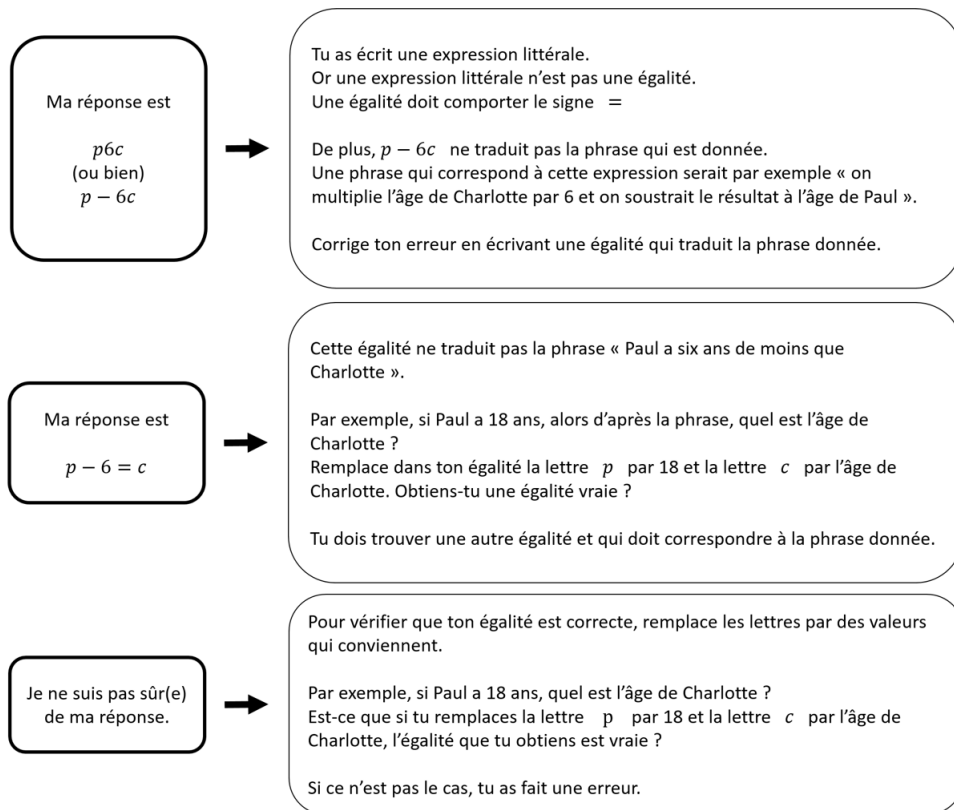 Ma réponse est
p6c
(ou bien)
p − 6c
Tu as écrit une expression littérale.
Or une expression littérale n'est pas une égalité.
Une égalité doit comporter le signe =
De plus, p − 6c ne traduit pas la phrase qui est donnée.
Une phrase qui correspond à cette expression serait par exemple « on
multiplie l'âge de Charlotte par 6 et on soustrait le résultat à l'âge de Paul ».
Corrige ton erreur en écrivant une égalité qui traduit la phrase donnée.
Ma réponse est
p − 6 = c
Cette égalité ne traduit pas la phrase « Paul a six ans de moins que
Charlotte ».
Par exemple, si Paul a 18 ans, alors d'après la phrase, quel est l'âge de
Charlotte ?
Remplace dans ton égalité la lettre p par 18 et la lettre c par l'âge de
Charlotte. Obtiens-tu une égalité vraie ?
Tu dois trouver une autre égalité et qui doit correspondre à la phrase donnée.
Je ne suis pas sûr(e)
de ma réponse.
Pour vérifier que ton égalité est correcte, remplace les lettres par des valeurs
qui conviennent.
Par exemple, si Paul a 18 ans, quel est l'âge de Charlotte ?
Est-ce que si tu remplaces la lettre p par 18 et la lettre c par l'âge de
Charlotte, l'égalité que tu obtiens est vraie ?
Si ce n'est pas le cas, tu as fait une erreur.